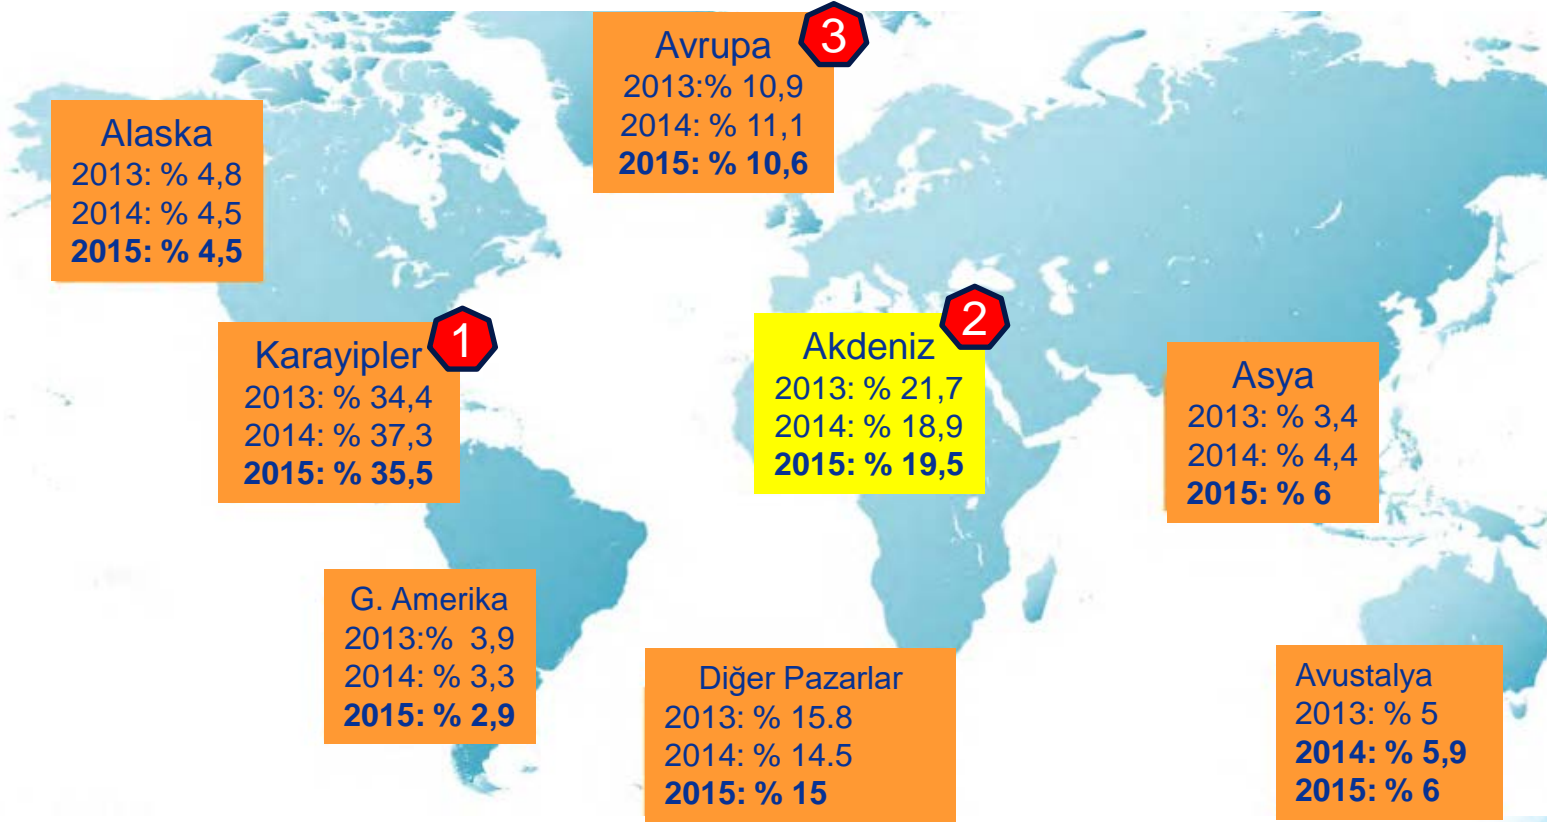 Avrupa
3
2013:% 10,9
2014: % 11,1
2015: % 10,6
Alaska
2013: % 4,8
2014: % 4,5
2015: % 4,5
Karayipler
1
2013: % 34,4
2014: % 37,3
2015: % 35,5
Akdeniz
2
2013: % 21,7
2014: % 18,9
2015: % 19,5
Asya
2013: % 3,4
2014: % 4,4
2015: % 6
G. Amerika
2013:% 3,9
2014: % 3,3
2015: % 2,9
Diğer Pazarlar
2013: % 15.8
2014: % 14.5
2015: % 15
Avustalya
2013: % 5
2014: % 5,9
2015: % 6